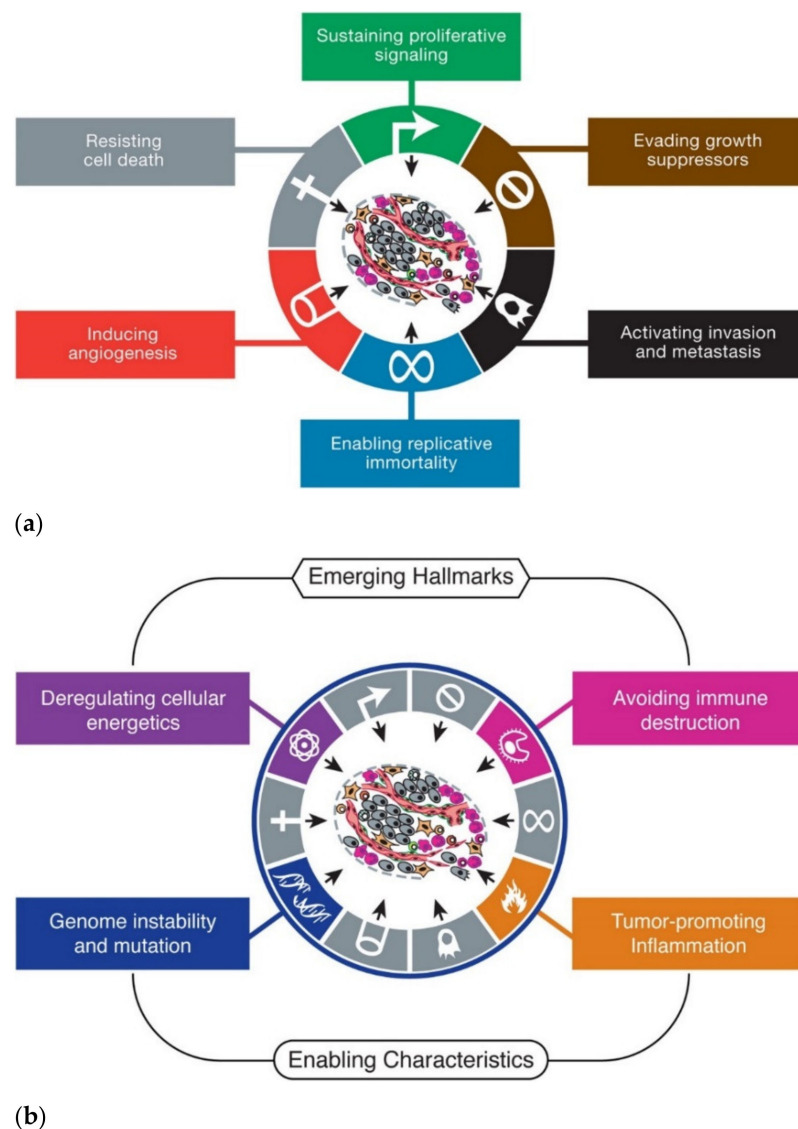 Sustaining proliferative
signaling
Resisting
cell death
Evading growth
suppressors
Inducing
angiogenesis
Activating invasion
and metastasis
Enabling replicative
immortality
(a)
Emerging Hallmarks
Deregulating cellular
energetics
Avoiding immune
destruction
Genome instability
and mutation
Tumor-promoting
Inflammation
Enabling Characteristics
(b)